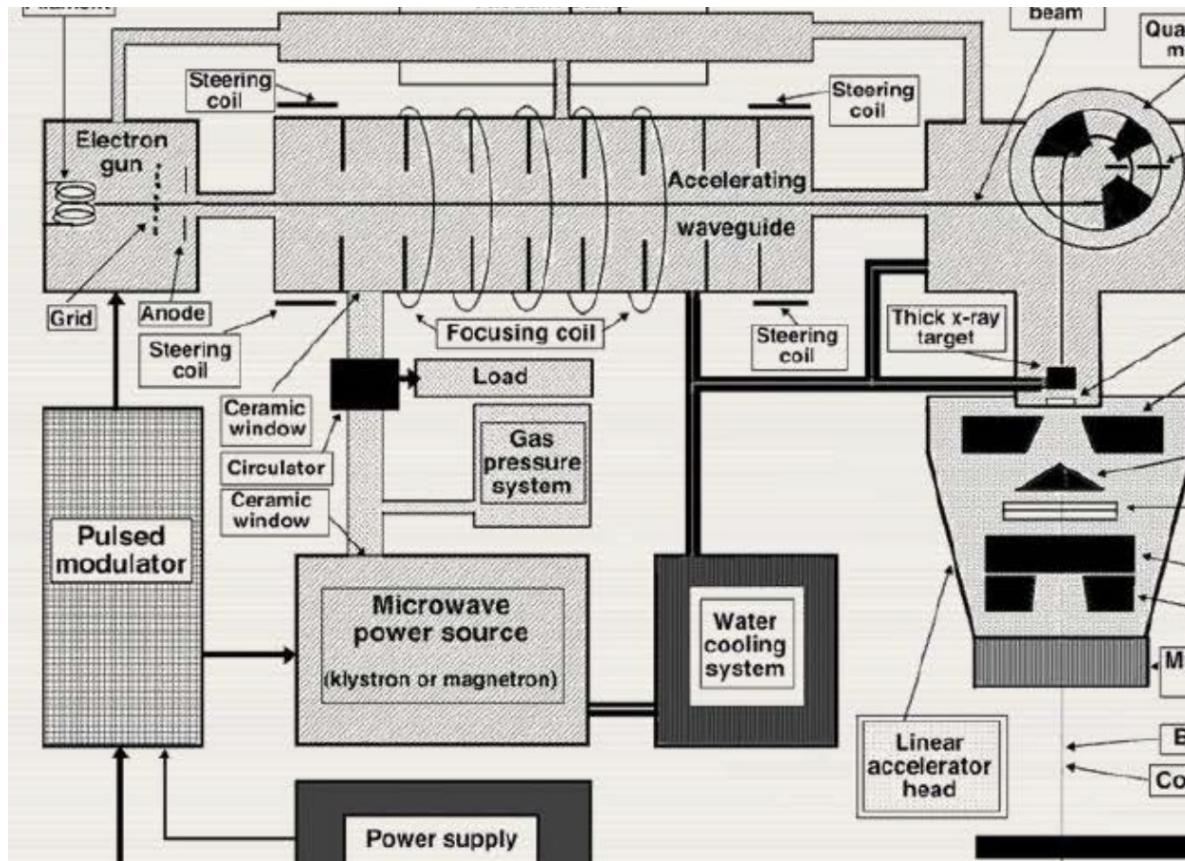 beam
Steering
coil
Steering
coil
Electron
gun
Accelerating
waveguide
Grid
Anode
Steering
coil
Focusing coil
Steering
coil
Thick x-ray
target
Load
Ceramic
window
Gas
pressure
system
Circulator
Ceramic
window
Pulsed
modulator
Microwave
power source
(klystron or magnetron)
Water
cooling
system
Linear
accelerator
head
Power supply